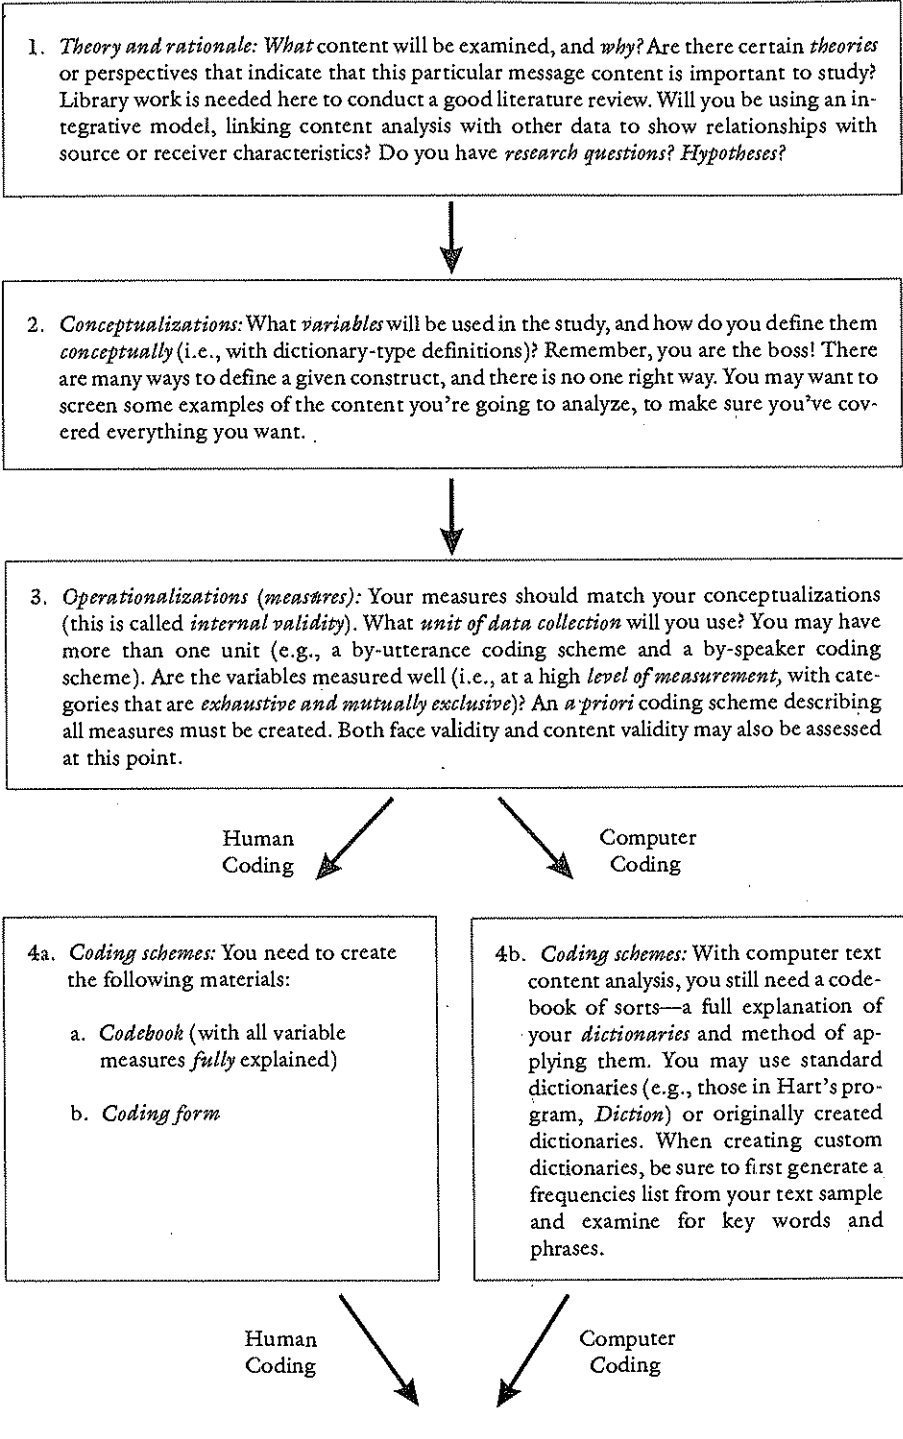 1. Theory and rationale: What content will be examined, and why? Are there certain theories
or perspectives that indicate that this particular message content is important to study?
Library work is needed here to conduct a good literature review. Will you be using an in-
tegrative model, linking content analysis with other data to show relationships with
source or receiver characteristics? Do you have research questions? Hypotheses?
2. Conceptualizations: What variables will be used in the study, and how do you define them
conceptually (i.e., with dictionary-type definitions)? Remember, you are the boss! There
are many ways to define a given construct, and there is no one right way. You may want to
screen some examples of the content you're going to analyze, to make sure you've cov-
ered everything you want.
3. Operationalizations (measures): Your measures should match your conceptualizations
(this is called internal validity). What unit of data collection will you use? You may have
more than one unit (e.g., a by-utterance coding scheme and a by-speaker coding
scheme). Are the variables measured well (i.e., at a high level of measurement, with cate-
gories that are exhaustive and mutually exclusive)? An a priori coding scheme describing
all measures must be created. Both face validity and content validity may also be assessed
at this point.
Human
Coding
Computer
Coding
4a. Coding schemes: You need to create
the following materials:
a. Codebook (with all variable
measures fully explained)
b. Coding form
4b. Coding schemes: With computer text
content analysis, you still need a code-
book of sorts—a full explanation of
your dictionaries and method of ap-
plying them. You may use standard
dictionaries (e.g., those in Hart's pro-
gram, Diction) or originally created
dictionaries. When creating custom
dictionaries, be sure to first generate a
frequencies list from your text sample
and examine for key words and
phrases.
Human
Coding
Computer
Coding